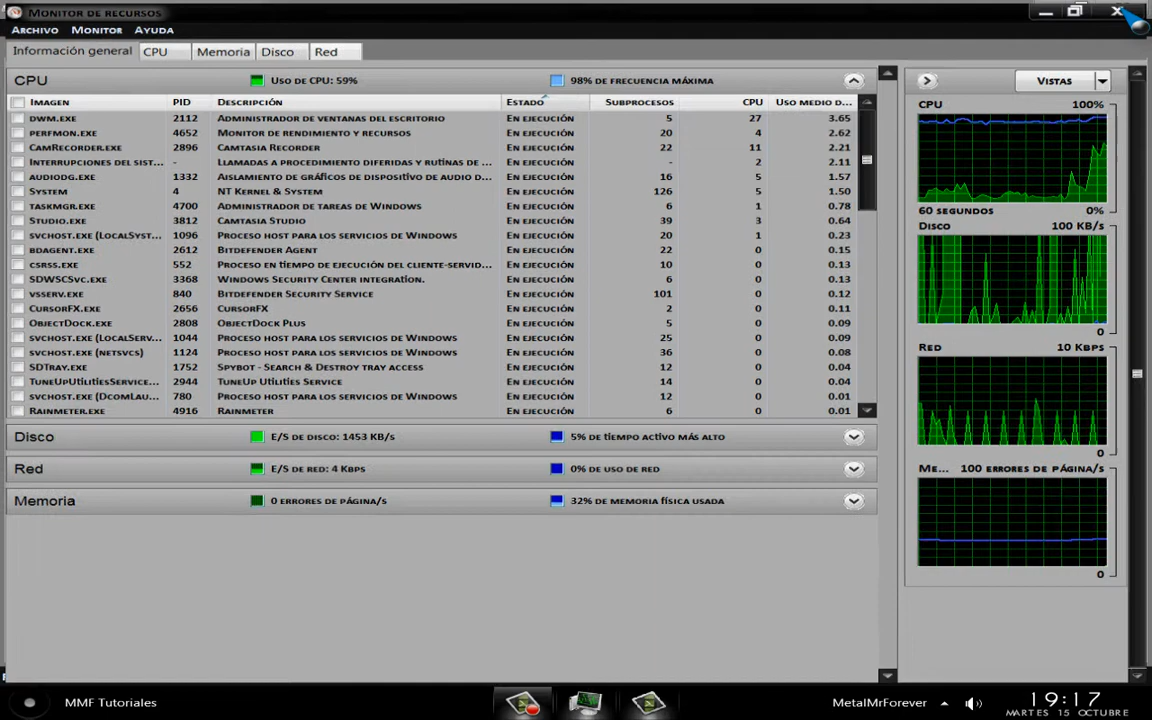 Monitor de recursos
Archivo Monitor Ayuda
Información general CPU Memoria Disco Red
CPU Uso de CPU: 59% 98% de frecuencia máxima
Imagen PID Descripción Estado Subprocesos CPU Uso medio d...
dwm.exe 2112 Administrador de ventanas del escritorio En ejecución 5 27 3.65
perfmon.exe 4652 Monitor de rendimiento y recursos En ejecución 20 4 2.62
CamRecorder.exe 2896 Camtasia Recorder En ejecución 22 11 2.21
Interrupciones del sist... - Llamadas a procedimiento diferidas y rutinas de ... En ejecución - 2 2.11
audiodg.exe 1332 Aislamiento de gráficos de dispositivo de audio d... En ejecución 16 5 1.57
System 4 NT Kernel & System En ejecución 126 5 1.50
taskmgr.exe 4700 Administrador de tareas de Windows En ejecución 6 1 0.78
Studio.exe 3812 Camtasia Studio En ejecución 39 3 0.64
svchost.exe (LocalSyst... 1096 Proceso host para los servicios de Windows En ejecución 20 1 0.23
bdagent.exe 2612 Bitdefender Agent En ejecución 22 0 0.15
csrss.exe 552 Proceso en tiempo de ejecución del cliente-servid... En ejecución 10 0 0.13
SDWSCSvc.exe 3368 Windows Security Center integration. En ejecución 6 0 0.13
vsserv.exe 840 Bitdefender Security Service En ejecución 101 0 0.12
CursorFX.exe 2656 CursorFX En ejecución 2 0 0.11
ObjectDock.exe 2808 ObjectDock Plus En ejecución 5 0 0.09
svchost.exe (LocalServ... 1044 Proceso host para los servicios de Windows En ejecución 25 0 0.09
svchost.exe (netsvcs) 1124 Proceso host para los servicios de Windows En ejecución 36 0 0.08
SDTray.exe 1752 Spybot - Search & Destroy tray access En ejecución 12 0 0.04
TuneUpUtilitiesService... 2944 TuneUp Utilities Service En ejecución 14 0 0.04
svchost.exe (DcomLau... 780 Proceso host para los servicios de Windows En ejecución 12 0 0.01
Rainmeter.exe 4916 Rainmeter En ejecución 6 0 0.01
Disco E/S de disco: 1453 KB/s 5% de tiempo activo más alto
Red E/S de red: 4 Kbps 0% de uso de red
Memoria 0 errores de página/s 32% de memoria física usada
Vistas
CPU 100%
60 segundos 0%
Disco 100 KB/s
0
Red 10 Kbps
0
Me... 100 errores de página/s
0
MMF Tutoriales MetalMrForever 19:17
martes 15 octubre